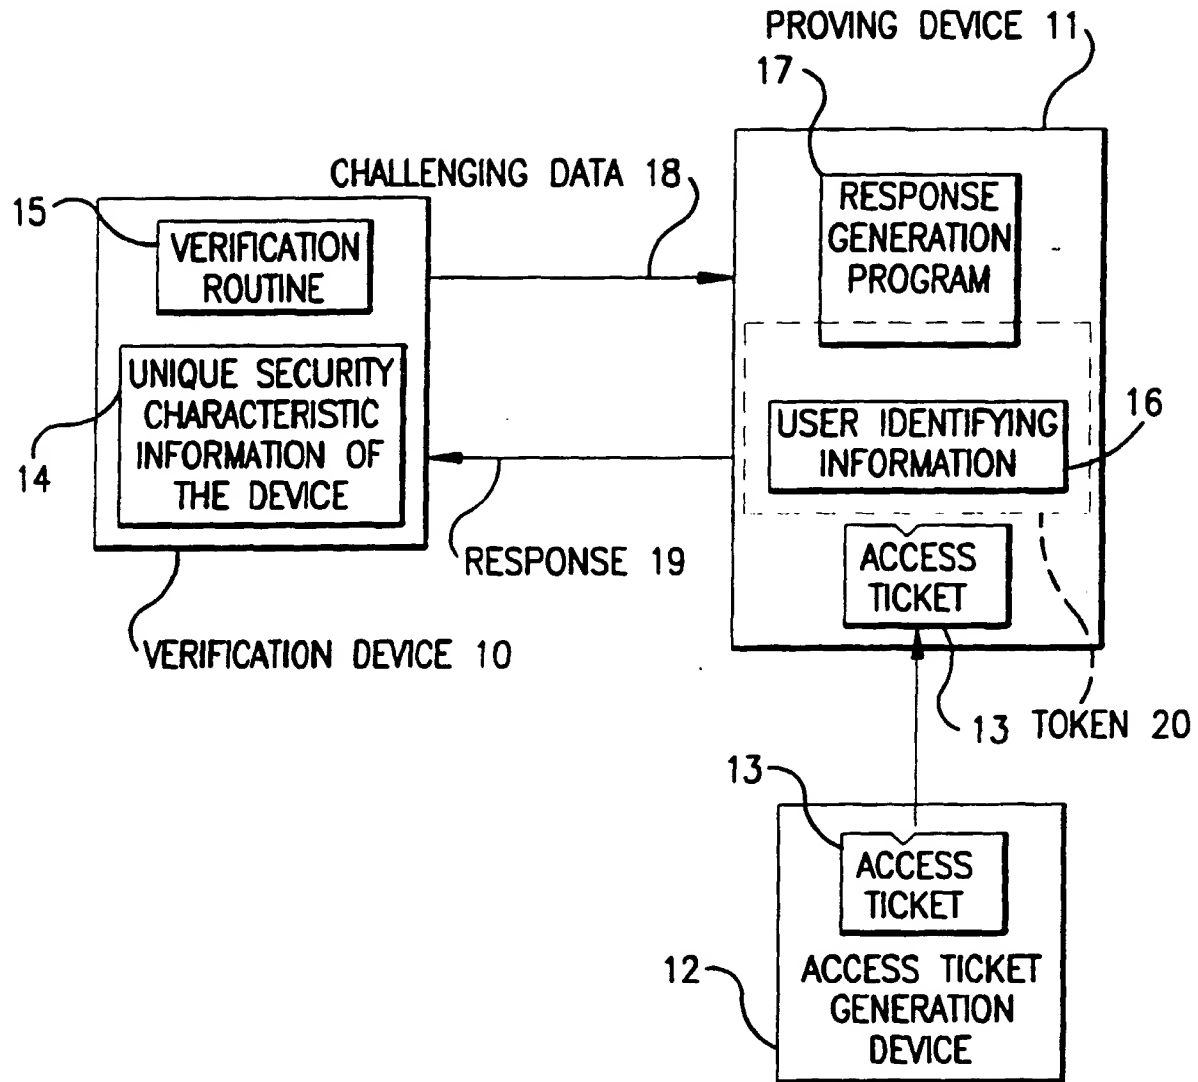 PROVING DEVICE 11
17
CHALLENGING DATA 18
15
VERIFICATION
ROUTINE
RESPONSE
GENERATION
PROGRAM
UNIQUE SECURITY
CHARACTERISTIC
INFORMATION OF
THE DEVICE
14
USER IDENTIFYING
INFORMATION
16
RESPONSE 19
ACCESS
TICKET
VERIFICATION DEVICE 10
13
TOKEN 20
13
ACCESS
TICKET
12
ACCESS TICKET
GENERATION
DEVICE